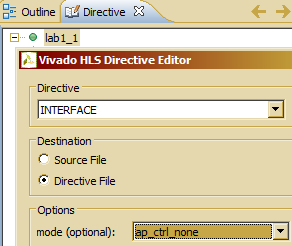 Outline Directive
lab1_1
Vivado HLS Directive Editor
Directive
INTERFACE
Destination
Source File
Directive File
Options
mode (optional): ap_ctrl_none